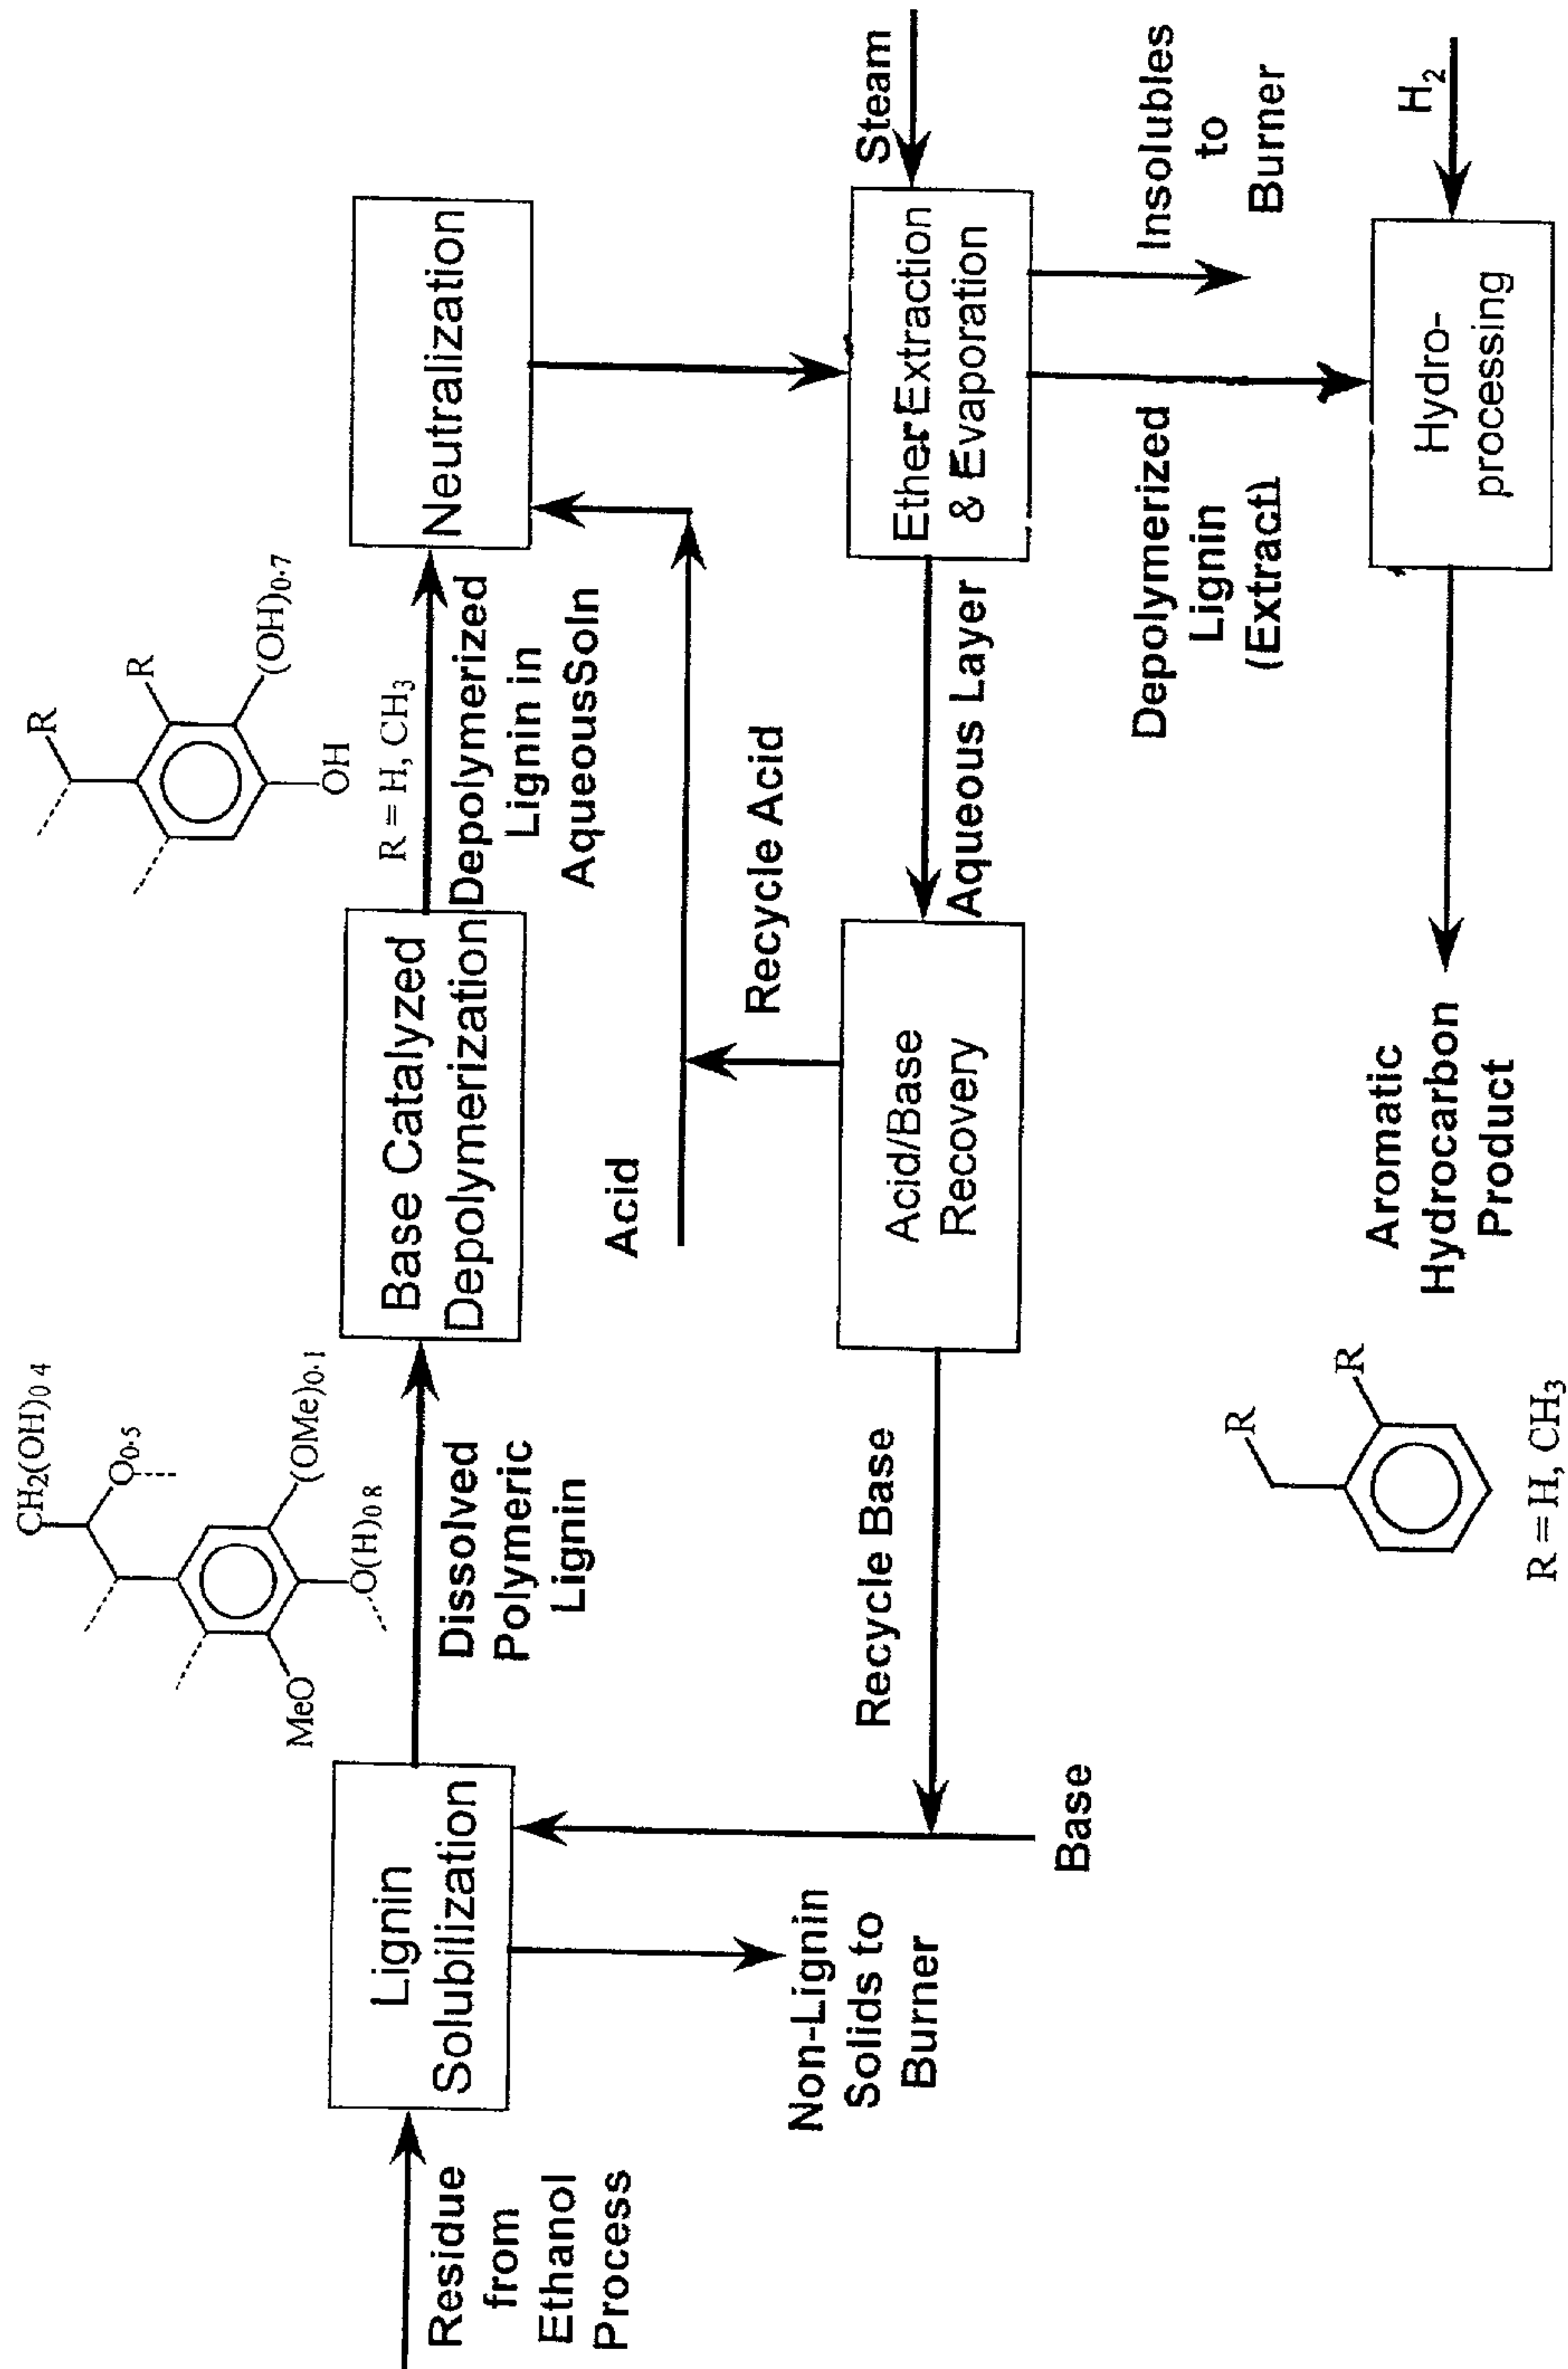 CH₂(OH)₀.₄
O₀.₅
(OMe)₀.₁
O(H)₀.₈
MeO
R
R
(OH)₀.₇
OH
R = H, CH₃
Residue
from
Ethanol
Process
Lignin
Solubilization
Dissolved
Polymeric
Lignin
Base Catalyzed
Depolymerization
Depolymerized
Lignin in
AqueousSoln
Neutralization
Non-Lignin
Solids to
Burner
Base
Recycle Base
Acid
Recycle Acid
Acid/Base
Recovery
Aqueous Layer
Ether Extraction
& Evaporation
Steam
Insolubles
to
Burner
Depolymerized
Lignin
(Extract)
Hydro-
processing
H₂
Aromatic
Hydrocarbon
Product
R
R
R = H, CH₃